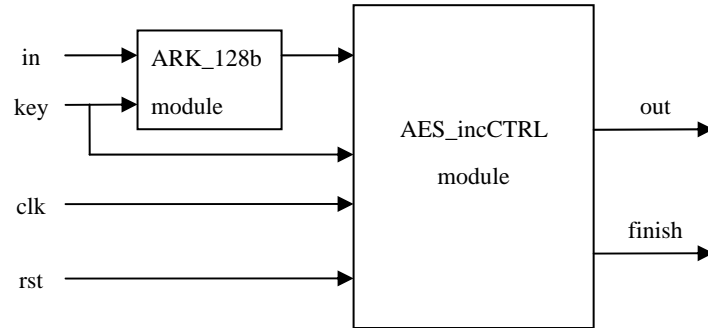 in
ARK_128b
key
module
out
AES_incCTRL
module
clk
finish
rst